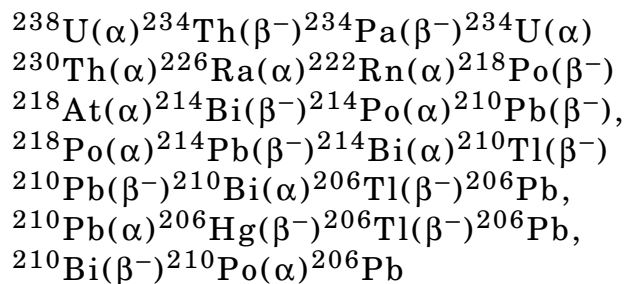 ²³⁸U(α)²³⁴Th(β⁻)²³⁴Pa(β⁻)²³⁴U(α)
²³⁰Th(α)²²⁶Ra(α)²²²Rn(α)²¹⁸Po(β⁻)
²¹⁸At(α)²¹⁴Bi(β⁻)²¹⁴Po(α)²¹⁰Pb(β⁻),
²¹⁸Po(α)²¹⁴Pb(β⁻)²¹⁴Bi(α)²¹⁰Tl(β⁻)
²¹⁰Pb(β⁻)²¹⁰Bi(α)²⁰⁶Tl(β⁻)²⁰⁶Pb,
²¹⁰Pb(α)²⁰⁶Hg(β⁻)²⁰⁶Tl(β⁻)²⁰⁶Pb,
²¹⁰Bi(β⁻)²¹⁰Po(α)²⁰⁶Pb